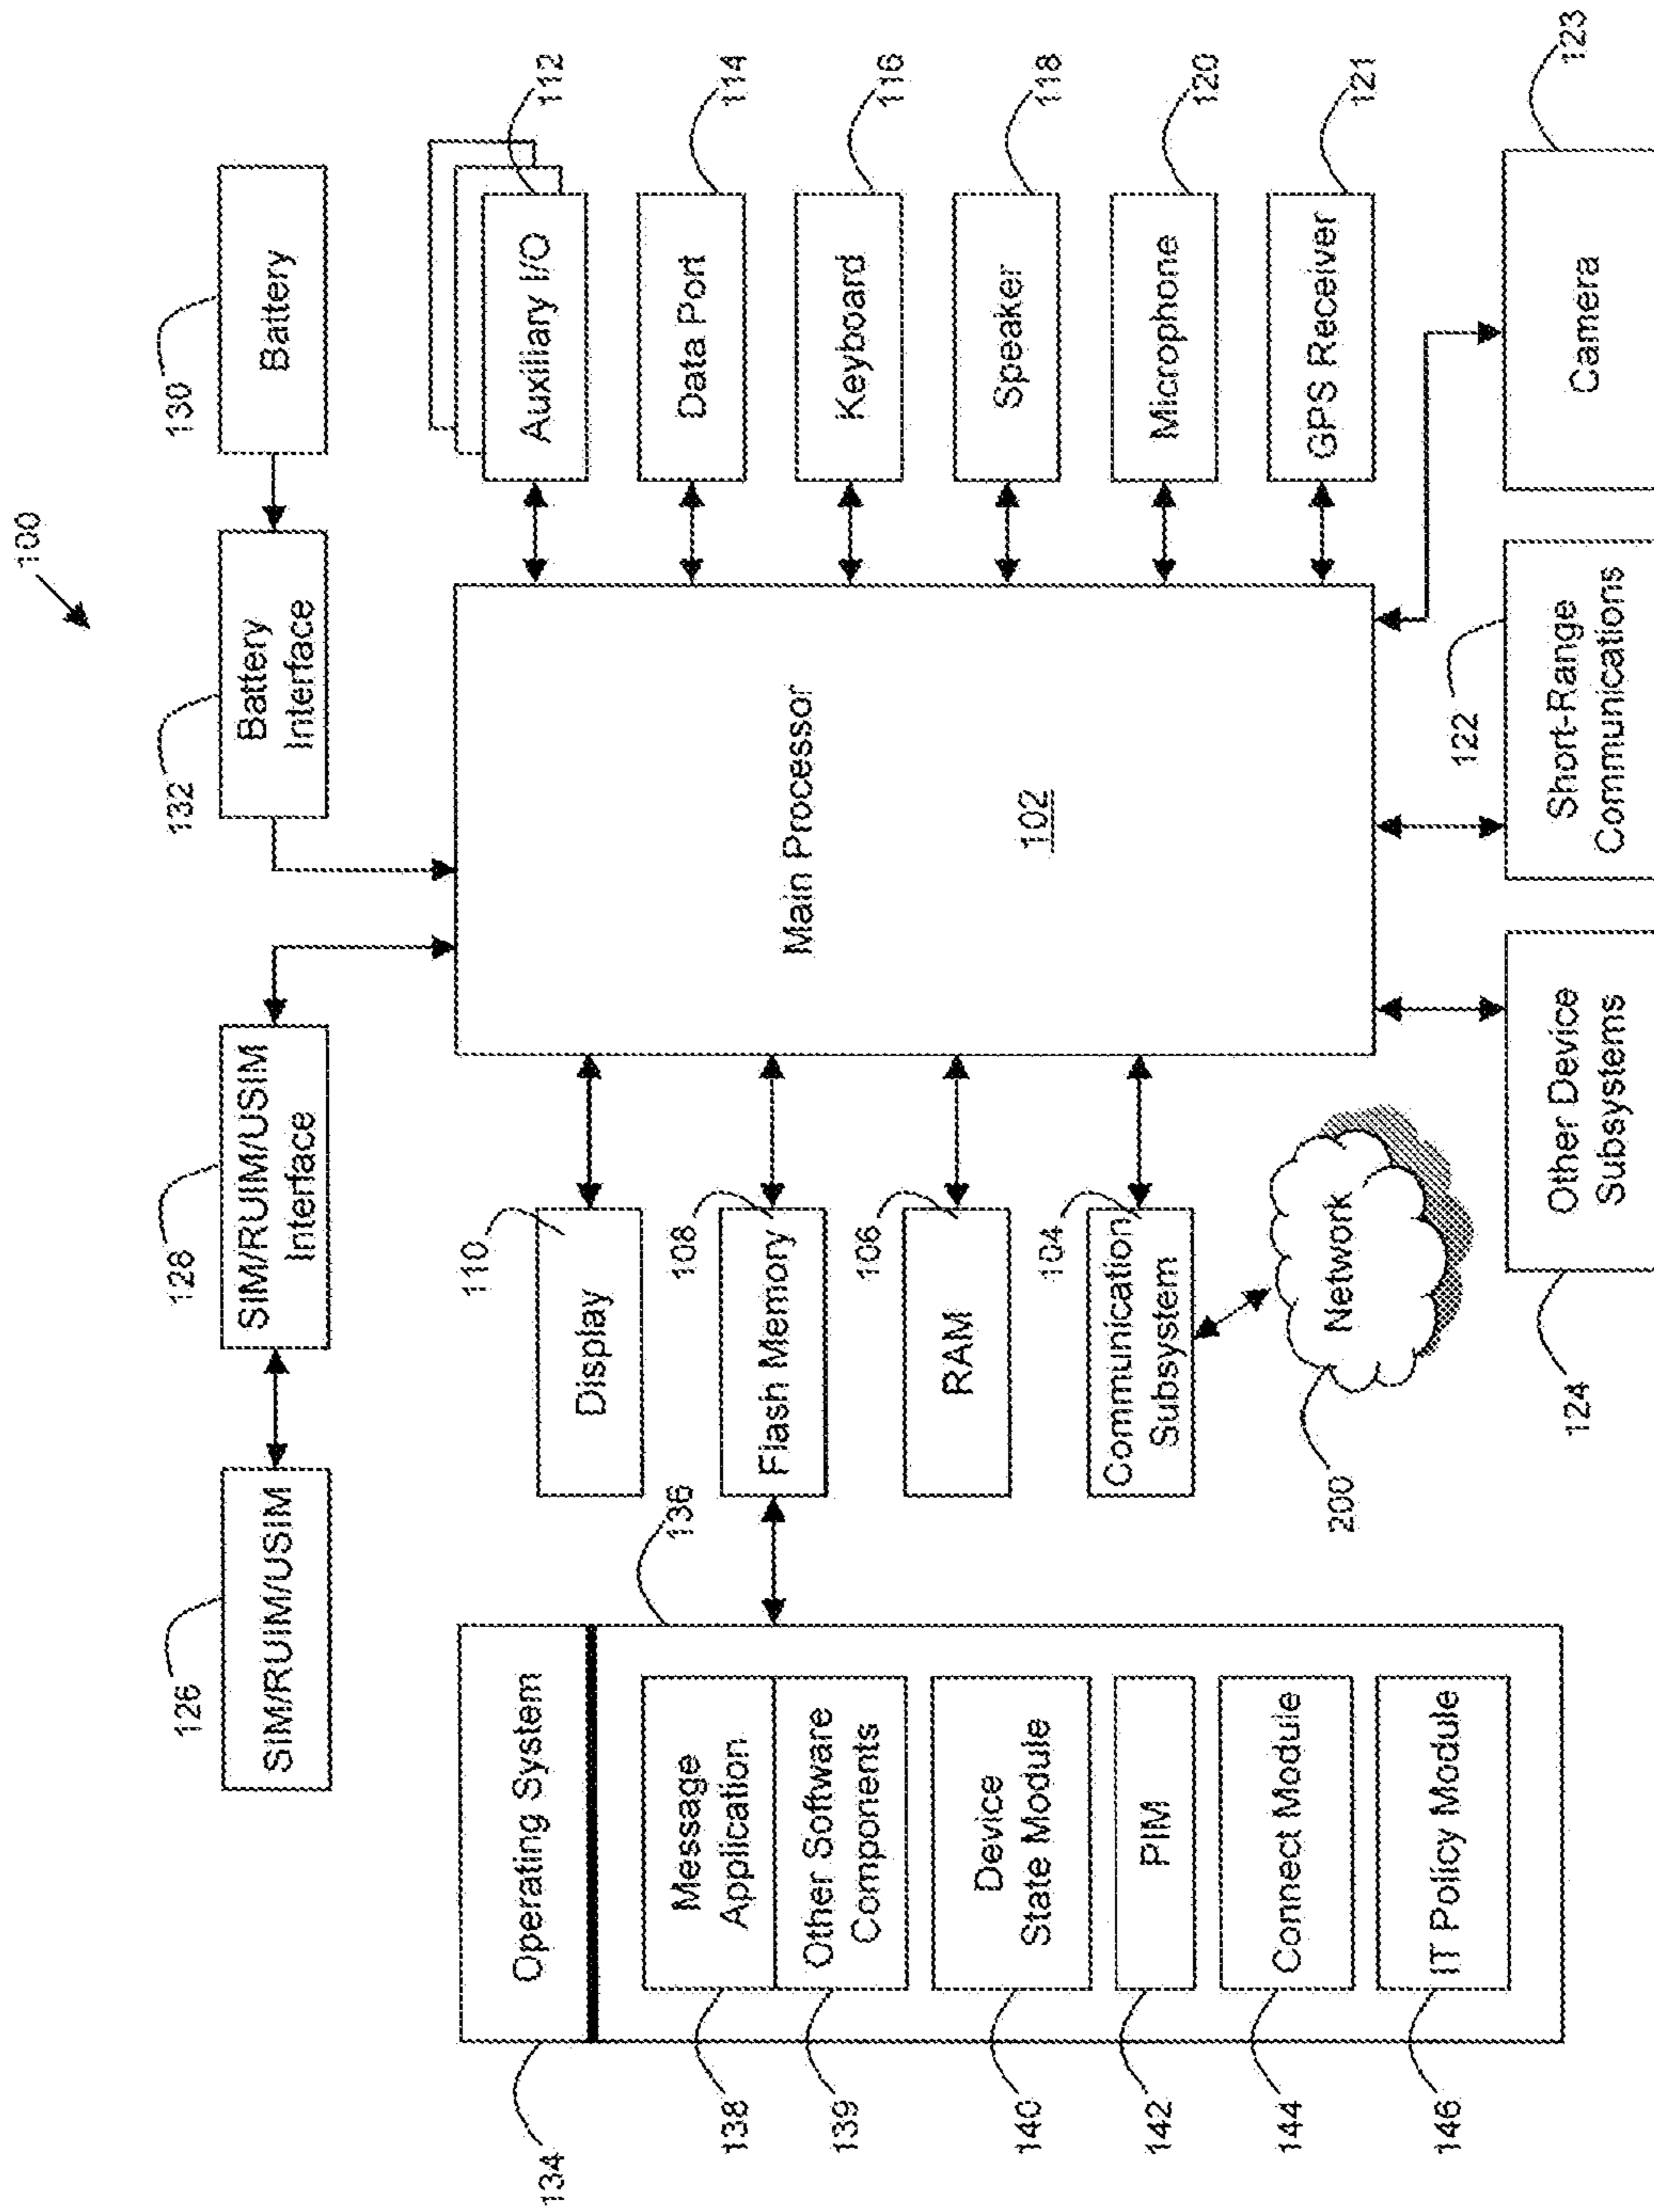 100
126
SIM/RUIM/USIM
128
SIM/RUIM/USIM
Interface
132
Battery
Interface
130
Battery
134
Operating System
136
138
Message
Application
139
Other Software
Components
140
Device
State Module
142
PIM
144
Connect Module
146
IT Policy Module
110
Display
108
Flash Memory
106
RAM
104
Communication
Subsystem
200
Network
Main Processor
102
Auxiliary I/O
112
Data Port
114
Keyboard
116
Speaker
118
Microphone
120
GPS Receiver
121
124
Other Device
Subsystems
122
Short-Range
Communications
Camera
123